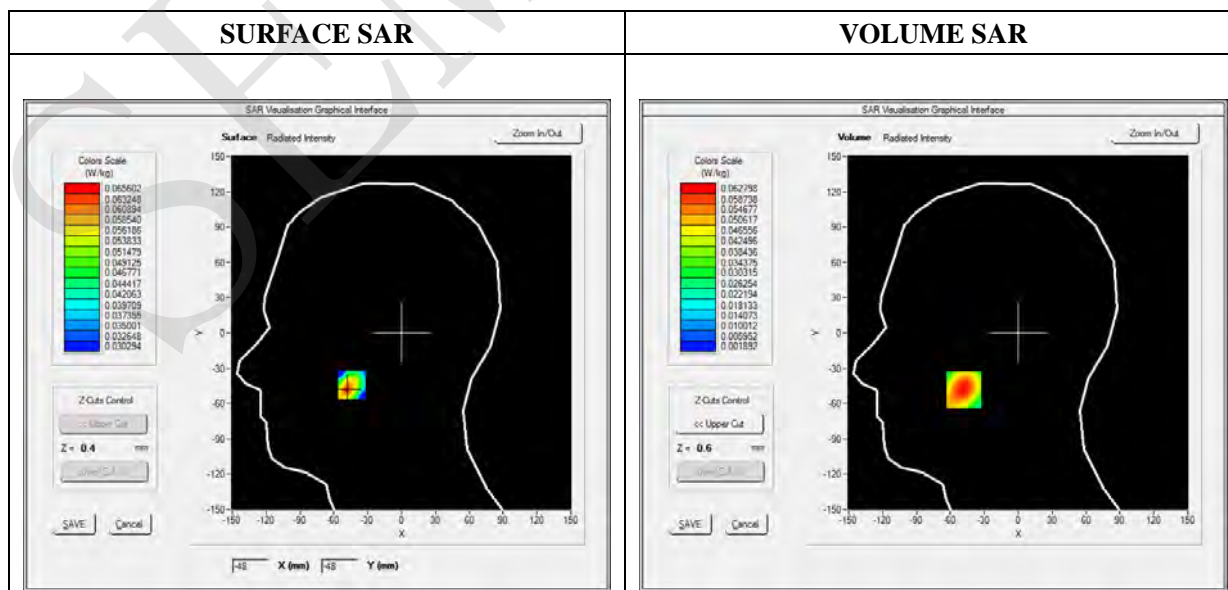 SURFACE SAR
VOLUME SAR
SAR Visualisation Graphical Interface
Surface Radiated Intensity
Zoom In/Out
Colors Scale
(W/kg)
0.065602
0.063248
0.060894
0.058540
0.056186
0.053833
0.051479
0.049125
0.046771
0.044417
0.042063
0.039709
0.037355
0.035001
0.032648
0.030294
150
120
90
60
30
0
-30
-60
-90
-120
-150
Y
-150 -120 -90 -60 -30 0 30 60 90 120 150
X
Z-Cuts Control
<< Upper Cut
Z = 0.4 mm
SAVE Cancel
-48 X (mm) -48 Y (mm)
SAR Visualisation Graphical Interface
Volume Radiated Intensity
Zoom In/Out
Colors Scale
(W/kg)
0.062798
0.058738
0.054677
0.050617
0.046556
0.042496
0.038436
0.034375
0.030315
0.026254
0.022194
0.018133
0.014073
0.010012
0.005952
0.001892
150
120
90
60
30
0
-30
-60
-90
-120
-150
Y
-150 -120 -90 -60 -30 0 30 60 90 120 150
X
Z-Cuts Control
<< Upper Cut
Z = 0.6 mm
SAVE Cancel